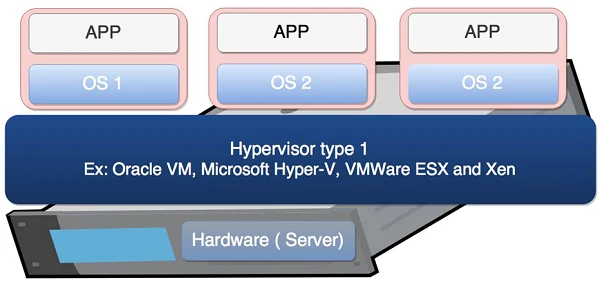 APP
APP
APP
OS 1
OS 2
OS 2
Hypervisor type 1
Ex: Oracle VM, Microsoft Hyper-V, VMWare ESX and Xen
Hardware ( Server)